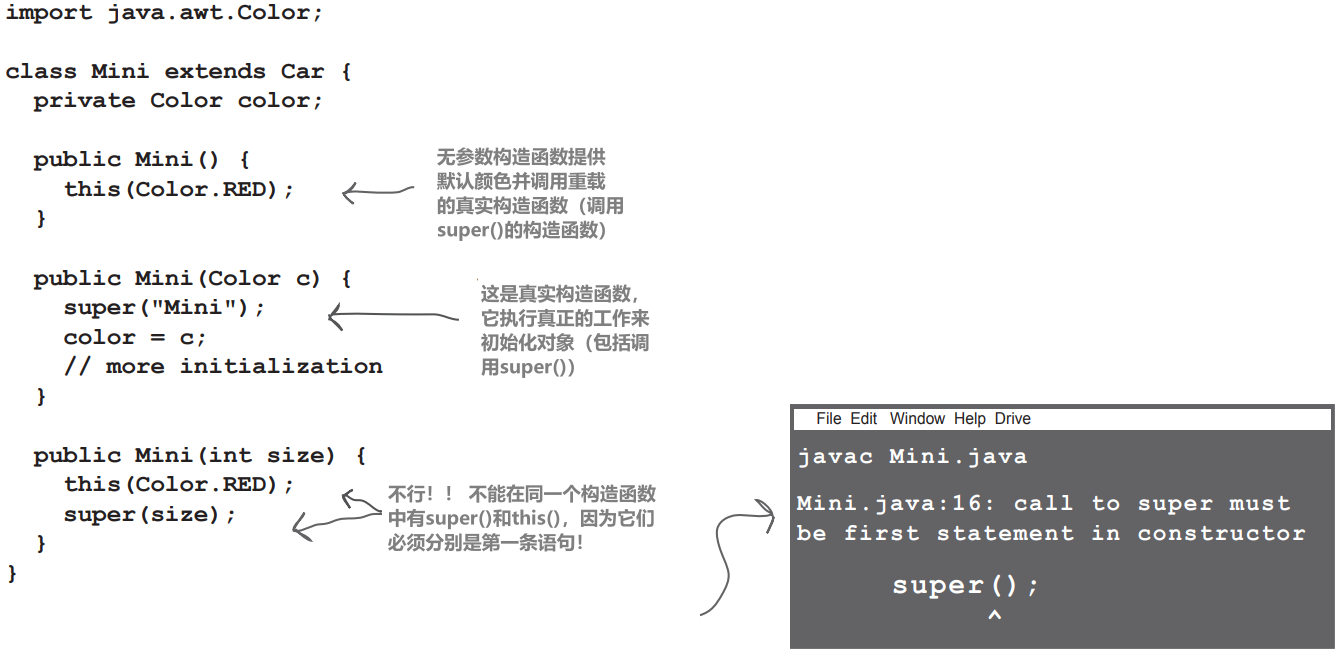 import java.awt.Color;
class Mini extends Car {
private Color color;
public Mini() {
this(Color.RED);
}
无参数构造函数提供
默认颜色并调用重载
的真实构造函数（调用
super()的构造函数）
public Mini(Color c) {
super("Mini");
color = c;
// more initialization
}
这是真实构造函数，
它执行真正的工作来
初始化对象（包括调
用super()）
public Mini(int size) {
this(Color.RED);
super(size);
}
}
不行！！ 不能在同一个构造函数
中有super()和this()，因为它们
必须分别是第一条语句！
File Edit Window Help Drive
javac Mini.java
Mini.java:16: call to super must
be first statement in constructor
super();
^